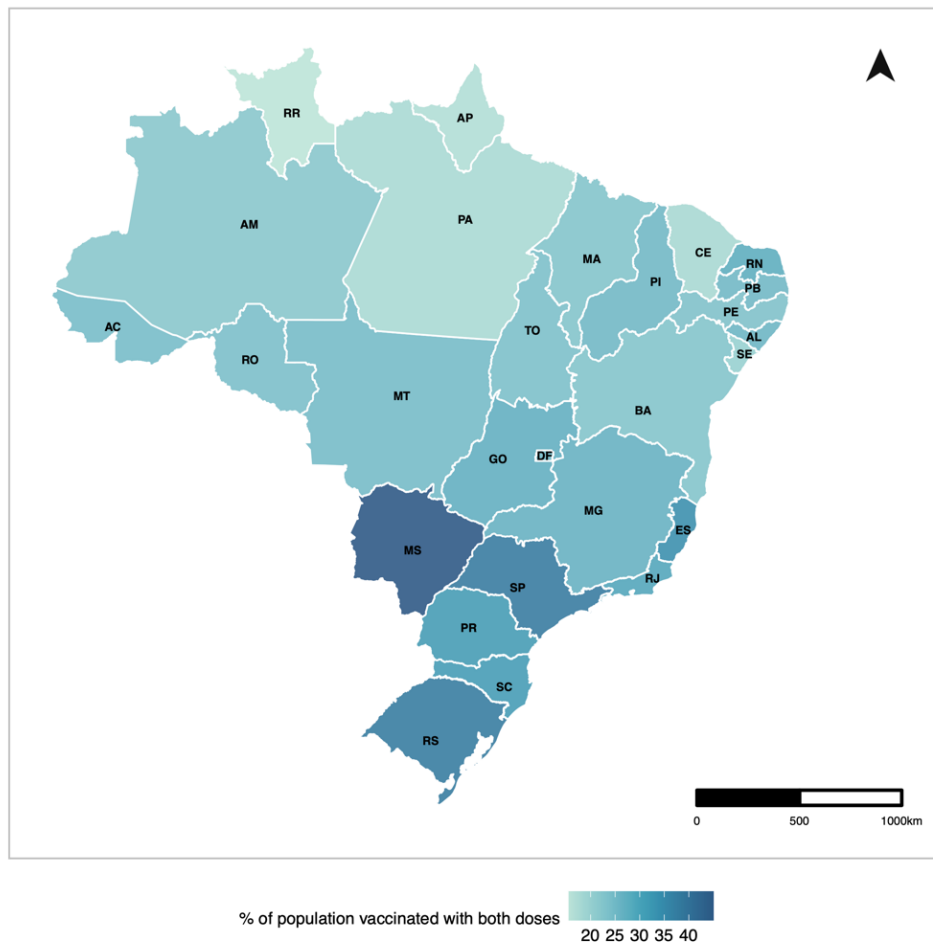 RR
AP
AM
PA
CE
MA
RN
PI
PB
PE
AC
TO
AL
RO
SE
MT
BA
GO
DF
MG
ES
MS
RJ
SP
PR
SC
RS
0 500 1000km
% of population vaccinated with both doses
20 25 30 35 40